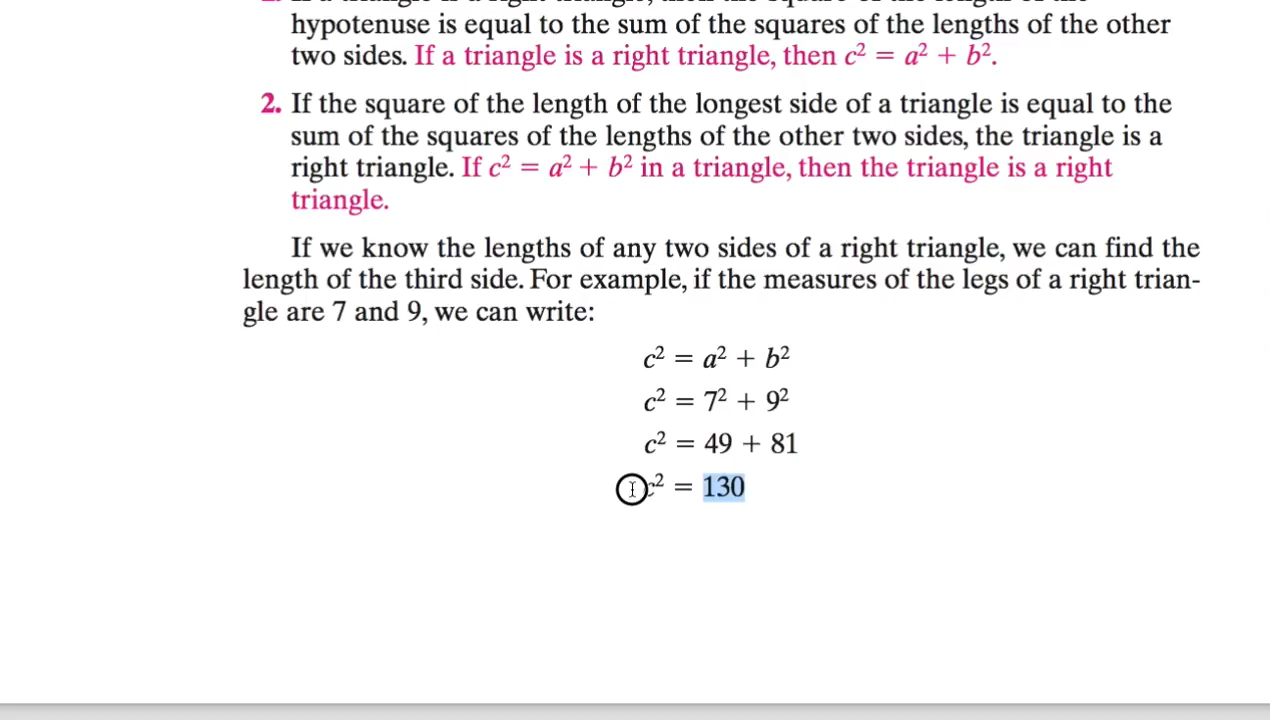 hypotenuse is equal to the sum of the squares of the lengths of the other
two sides. If a triangle is a right triangle, then c² = a² + b².
2. If the square of the length of the longest side of a triangle is equal to the
sum of the squares of the lengths of the other two sides, the triangle is a
right triangle. If c² = a² + b² in a triangle, then the triangle is a right
triangle.
If we know the lengths of any two sides of a right triangle, we can find the
length of the third side. For example, if the measures of the legs of a right trian-
gle are 7 and 9, we can write:
c² = a² + b²
c² = 7² + 9²
c² = 49 + 81
c² = 130